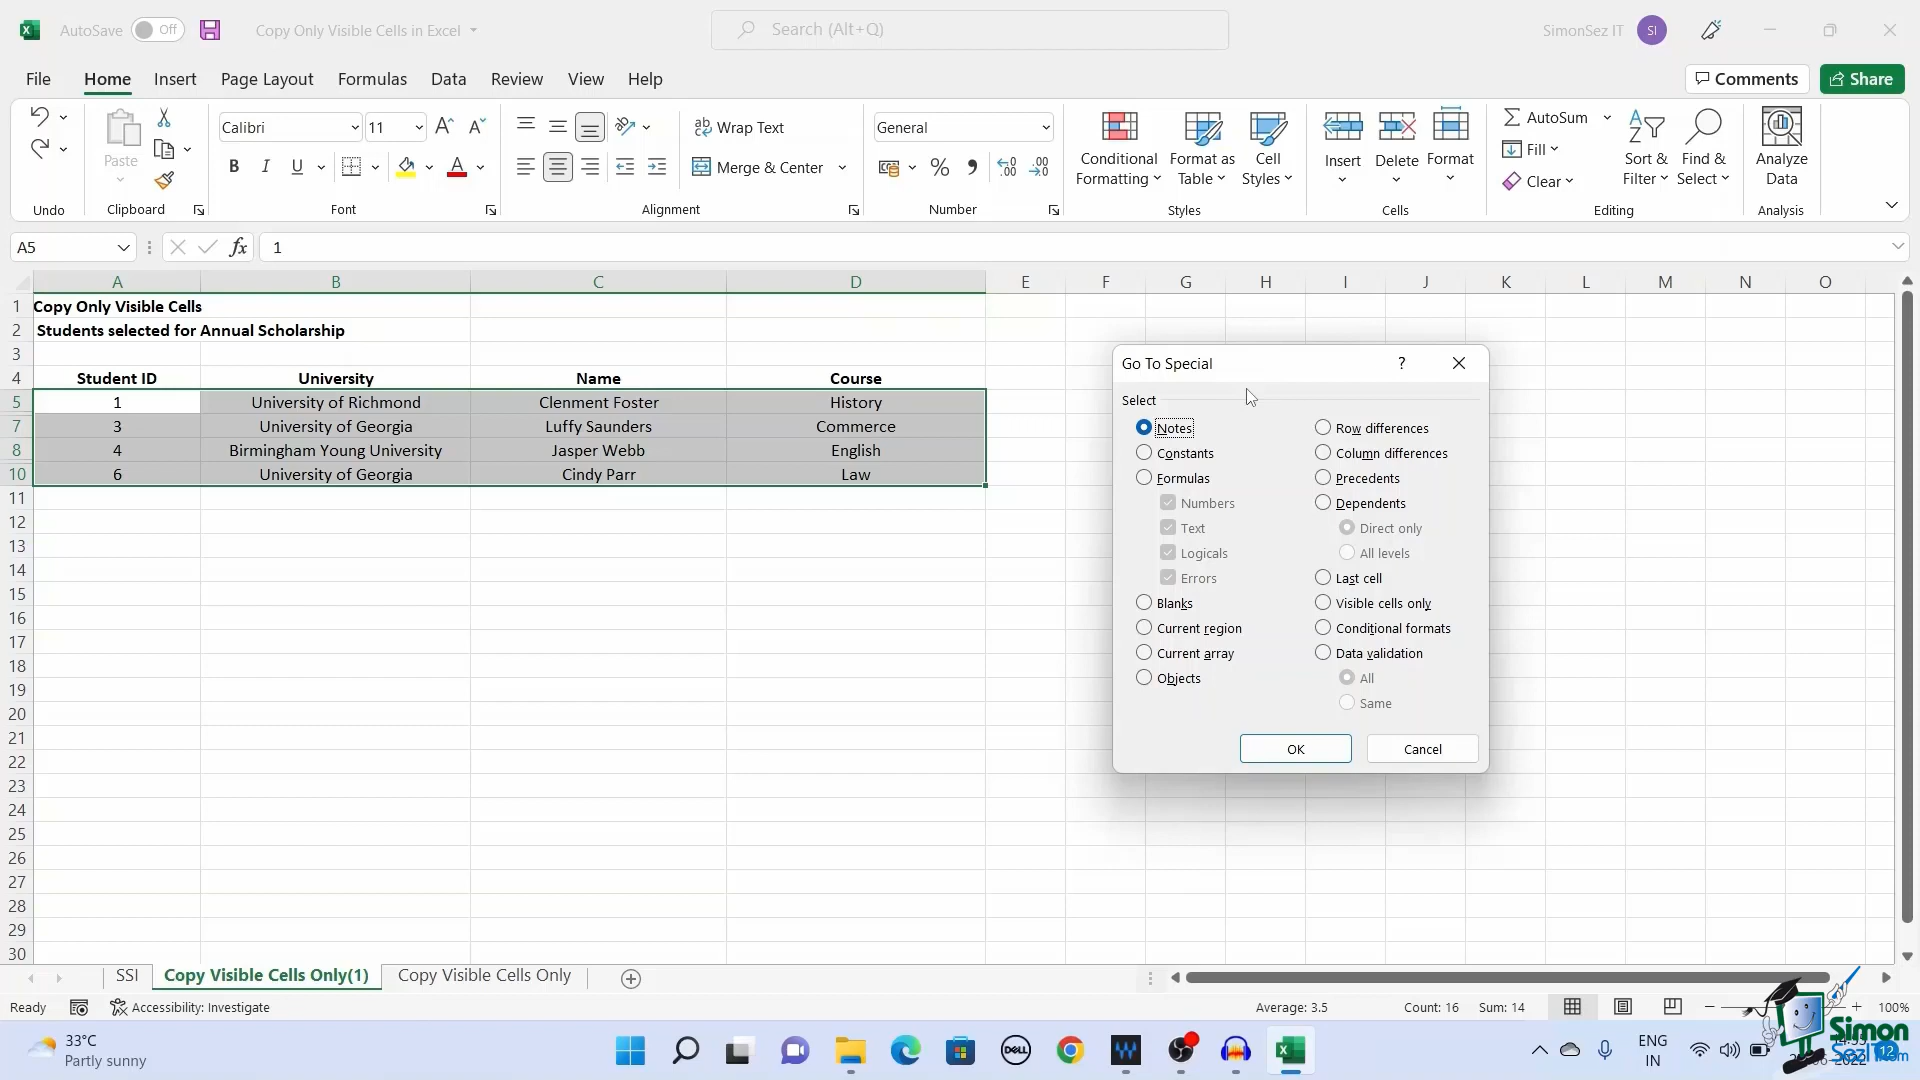 AutoSave Off Copy Only Visible Cells in Excel Search (Alt+Q) SimonSez IT SI
File Home Insert Page Layout Formulas Data Review View Help Comments Share
Paste Calibri 11 Wrap Text General Conditional Formatting Format as Table Cell Styles Insert Delete Format AutoSum Sort & Filter Find & Select Analyze Data
B I U Merge & Center Fill
Clear
Undo Clipboard Font Alignment Number Styles Cells Editing Analysis
A5 fx 1
A B C D E F G H I J K L M N O
1 Copy Only Visible Cells
2 Students selected for Annual Scholarship
3
4 Student ID University Name Course
5 1 University of Richmond Clenment Foster History
7 3 University of Georgia Luffy Saunders Commerce
8 4 Birmingham Young University Jasper Webb English
10 6 University of Georgia Cindy Parr Law
11
12
13
14
15
16
17
18
19
20
21
22
23
24
25
26
27
28
29
30
Go To Special ?
Select
Notes Row differences
Constants Column differences
Formulas Precedents
Numbers Dependents
Text Direct only
Logicals All levels
Errors Last cell
Blanks Visible cells only
Current region Conditional formats
Current array Data validation
Objects All
Same
OK Cancel
SSI Copy Visible Cells Only(1) Copy Visible Cells Only
Ready Accessibility: Investigate Average: 3.5 Count: 16 Sum: 14 100%
33°C
Partly sunny
DELL
ENG
IN
Simon
SezIT.com
12